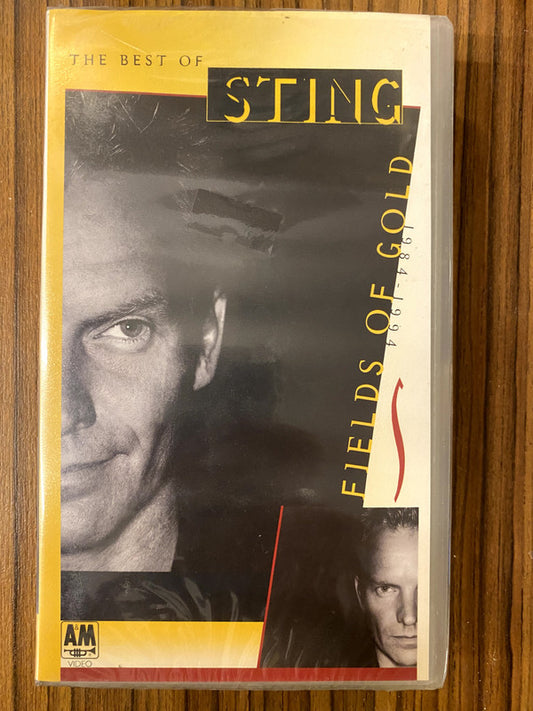 THE BEST OF
STING
FIELDS OF GOLD
1984-1994
A&M
VIDEO